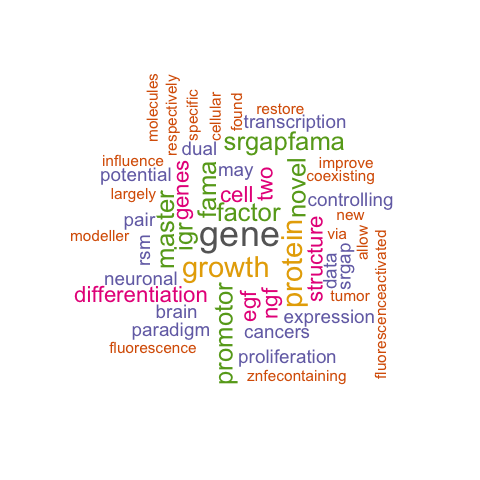 molecules
respectively
specific
cellular
found
restore
transcription
dual
srgapfama
influence
potential
genes
fama
may
cell
two
novel
improve
coexisting
largely
master
igr
factor
controlling
pair
gene
protein
structure
new
modeller
rsm
via
allow
growth
data
srgap
neuronal
differentiation
promotor
egf
ngf
tumor
fluorescenceactivated
brain
expression
paradigm
cancers
fluorescence
proliferation
znfecontaining